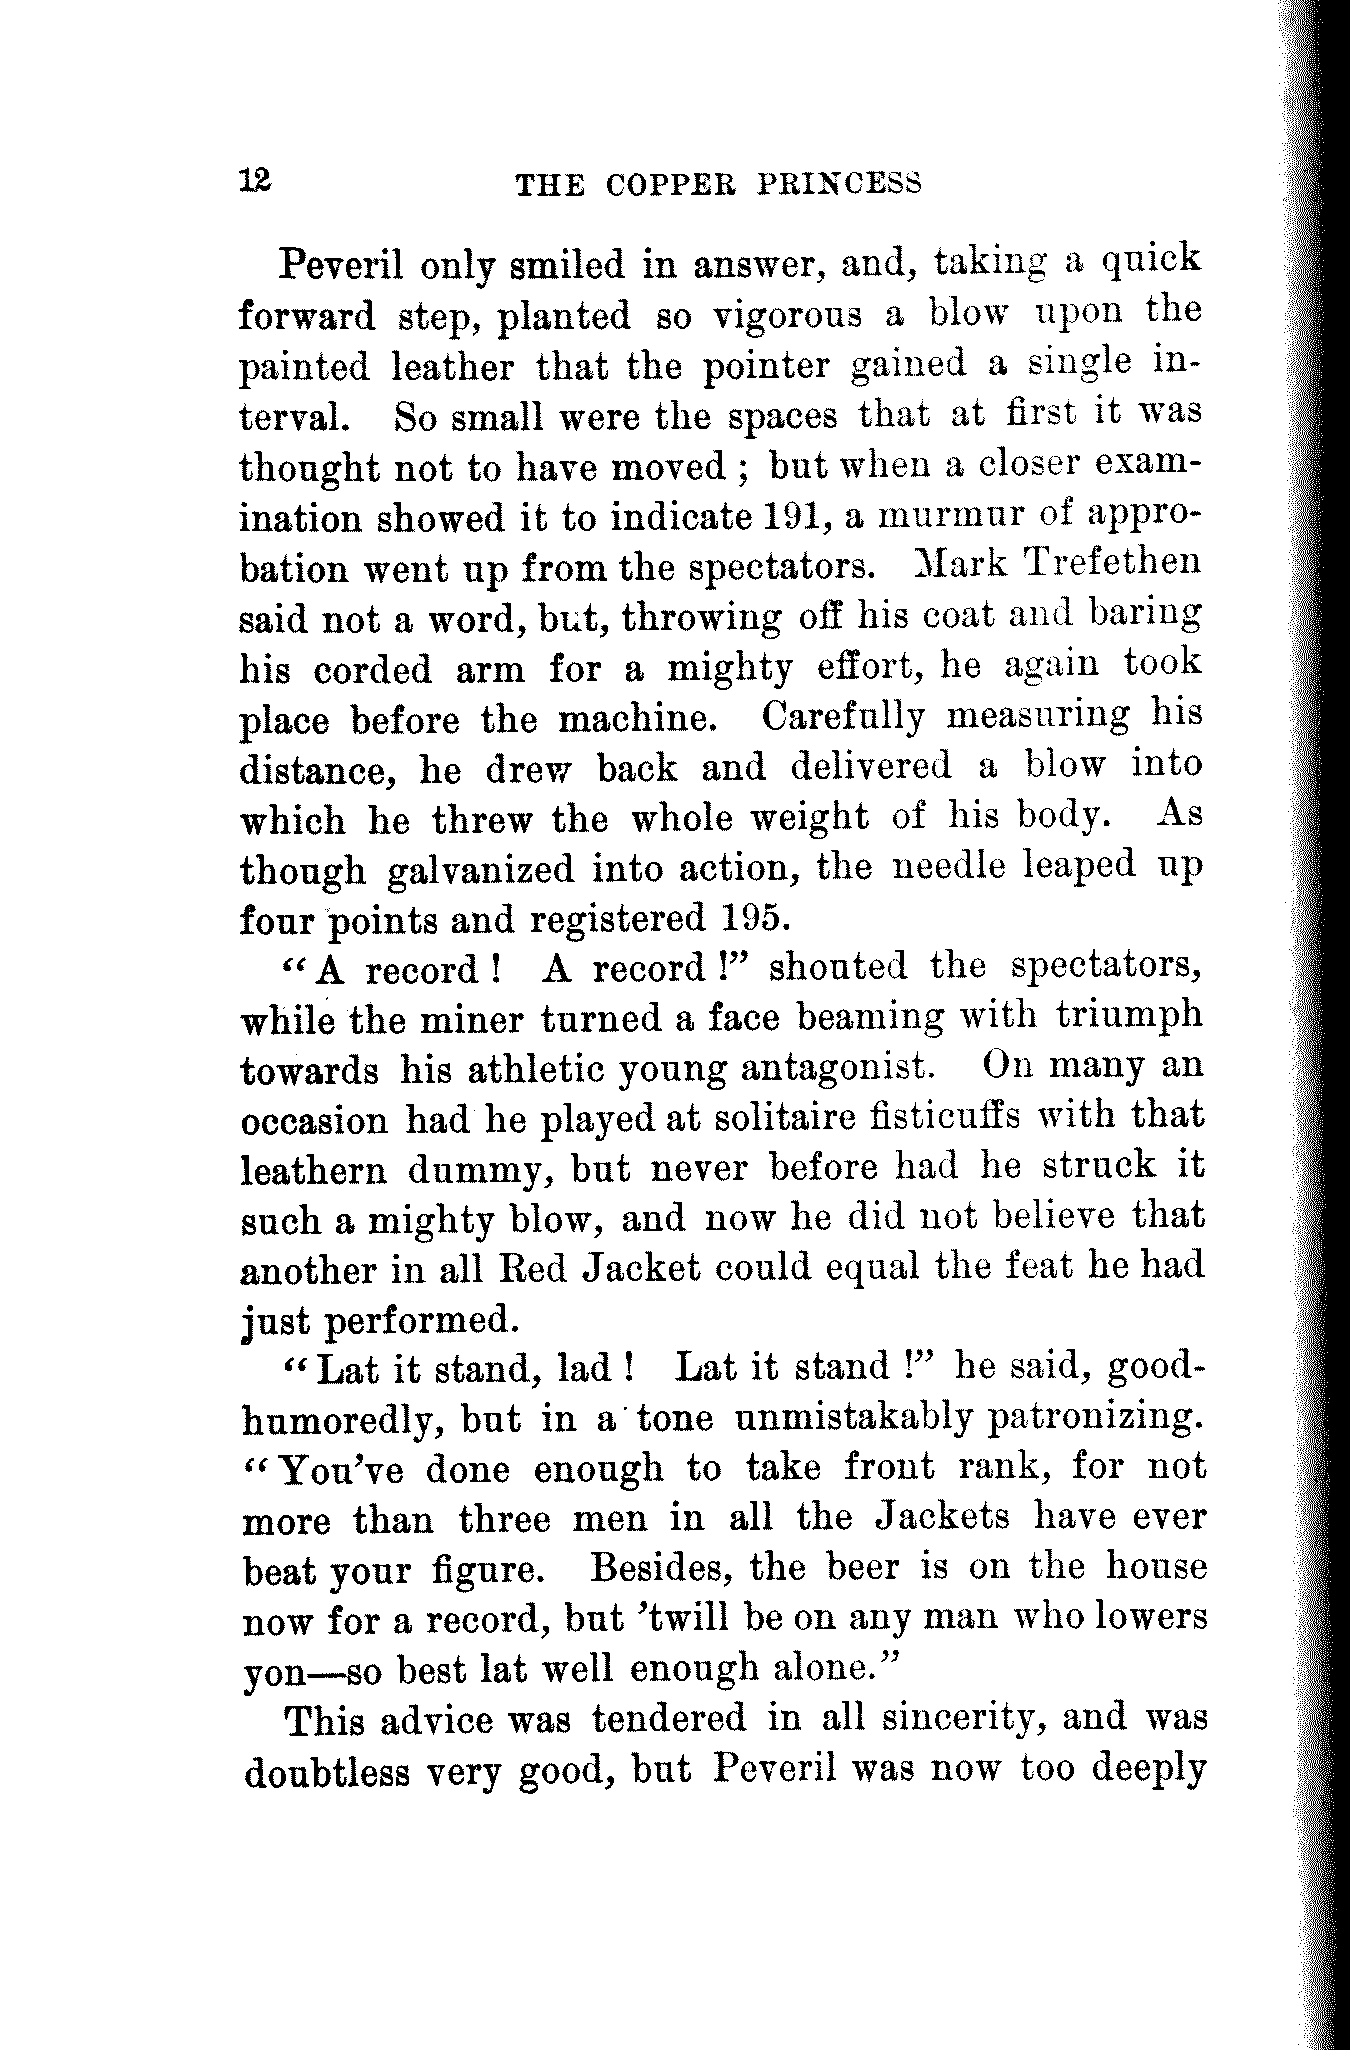 12 THE COPPER PRINCESS
Peveril only smiled in answer, and, taking a quick
forward step, planted so vigorous a blow upon the
painted leather that the pointer gained a single in-
terval. So small were the spaces that at first it was
thought not to have moved ; but when a closer exam-
ination showed it to indicate 191, a murmur of appro-
bation went up from the spectators. Mark Trefethen
said not a word, but, throwing off his coat and baring
his corded arm for a mighty effort, he again took
place before the machine. Carefully measuring his
distance, he drew back and delivered a blow into
which he threw the whole weight of his body. As
though galvanized into action, the needle leaped up
four points and registered 195.
“A record ! A record !” shouted the spectators,
while the miner turned a face beaming with triumph
towards his athletic young antagonist. On many an
occasion had he played at solitaire fisticuffs with that
leathern dummy, but never before had he struck it
such a mighty blow, and now he did not believe that
another in all Red Jacket could equal the feat he had
just performed.
“Lat it stand, lad ! Lat it stand !” he said, good-
humoredly, but in a tone unmistakably patronizing.
“You’ve done enough to take front rank, for not
more than three men in all the Jackets have ever
beat your figure. Besides, the beer is on the house
now for a record, but ’twill be on any man who lowers
yon—so best lat well enough alone.”
This advice was tendered in all sincerity, and was
doubtless very good, but Peveril was now too deeply